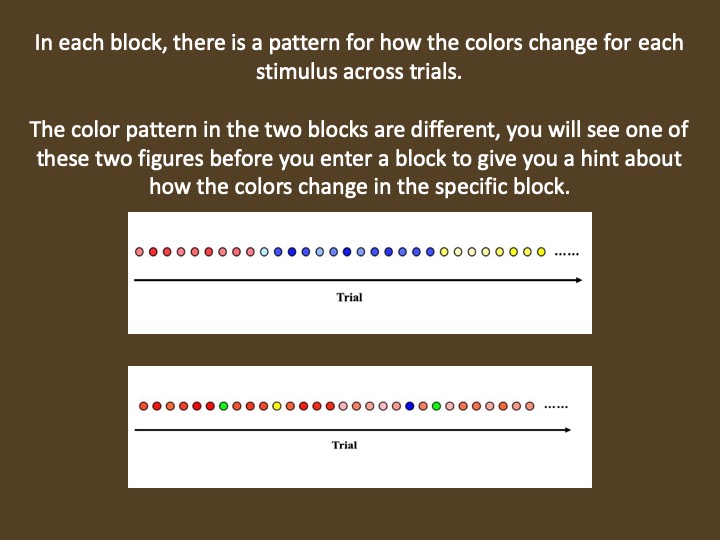 In each block, there is a pattern for how the colors change for each
stimulus across trials.
The color pattern in the two blocks are different, you will see one of
these two figures before you enter a block to give you a hint about
how the colors change in the specific block.
......
Trial
......
Trial